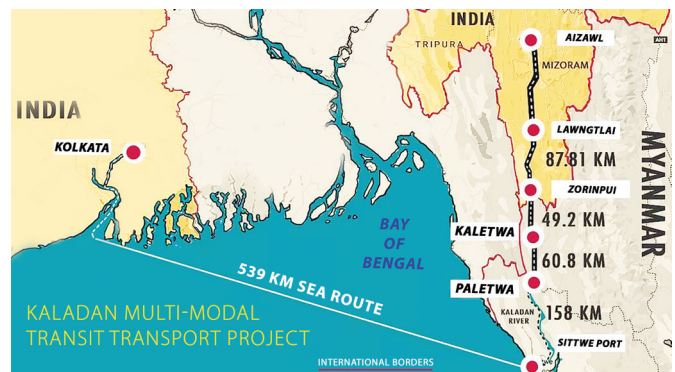 INDIA
TRIPURA
AIZAWL
AH1
MIZORAM
INDIA
KOLKATA
LAWNGTLAI
87.81 KM
MYANMAR
ZORINPUI
49.2 KM
KALETWA
BAY
OF
BENGAL
60.8 KM
539 KM SEA ROUTE
PALETWA
KALADAN
RIVER
158 KM
KALADAN MULTI-MODAL
TRANSIT TRANSPORT PROJECT
SITTWE PORT
INTERNATIONAL BORDERS